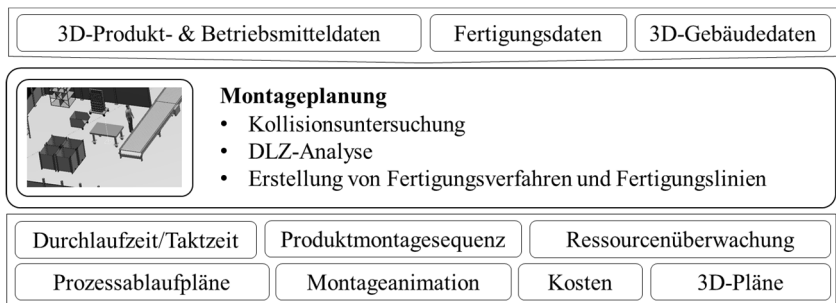 3D-Produkt- & Betriebsmitteldaten Fertigungsdaten 3D-Gebäudedaten
Montageplanung
• Kollisionsuntersuchung
• DLZ-Analyse
• Erstellung von Fertigungsverfahren und Fertigungslinien
Durchlaufzeit/Taktzeit Produktmontagesequenz Ressourcenüberwachung
Prozessablaufpläne Montageanimation Kosten 3D-Pläne